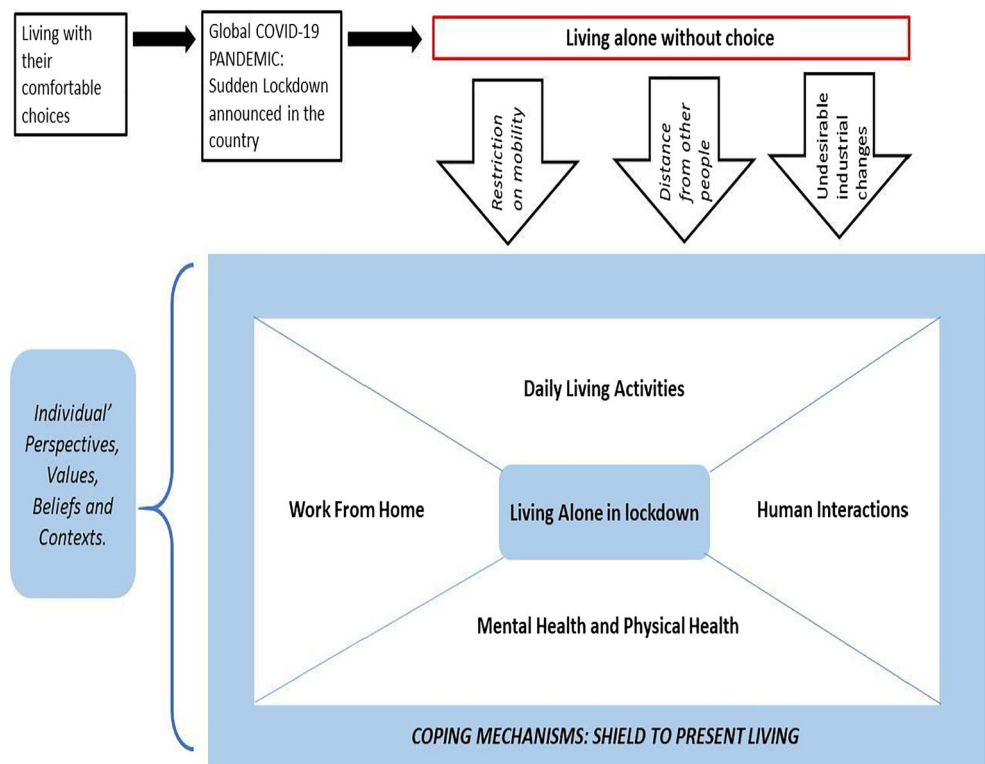 Living with
their
comfortable
choices
Global COVID-19
PANDEMIC:
Sudden Lockdown
announced in the
country
Living alone without choice
Restriction
on mobility
Distance
from other
people
Undesirable
industrial
changes
Individual'
Perspectives,
Values,
Beliefs and
Contexts.
Daily Living Activities
Work From Home
Living Alone in lockdown
Human Interactions
Mental Health and Physical Health
COPING MECHANISMS: SHIELD TO PRESENT LIVING